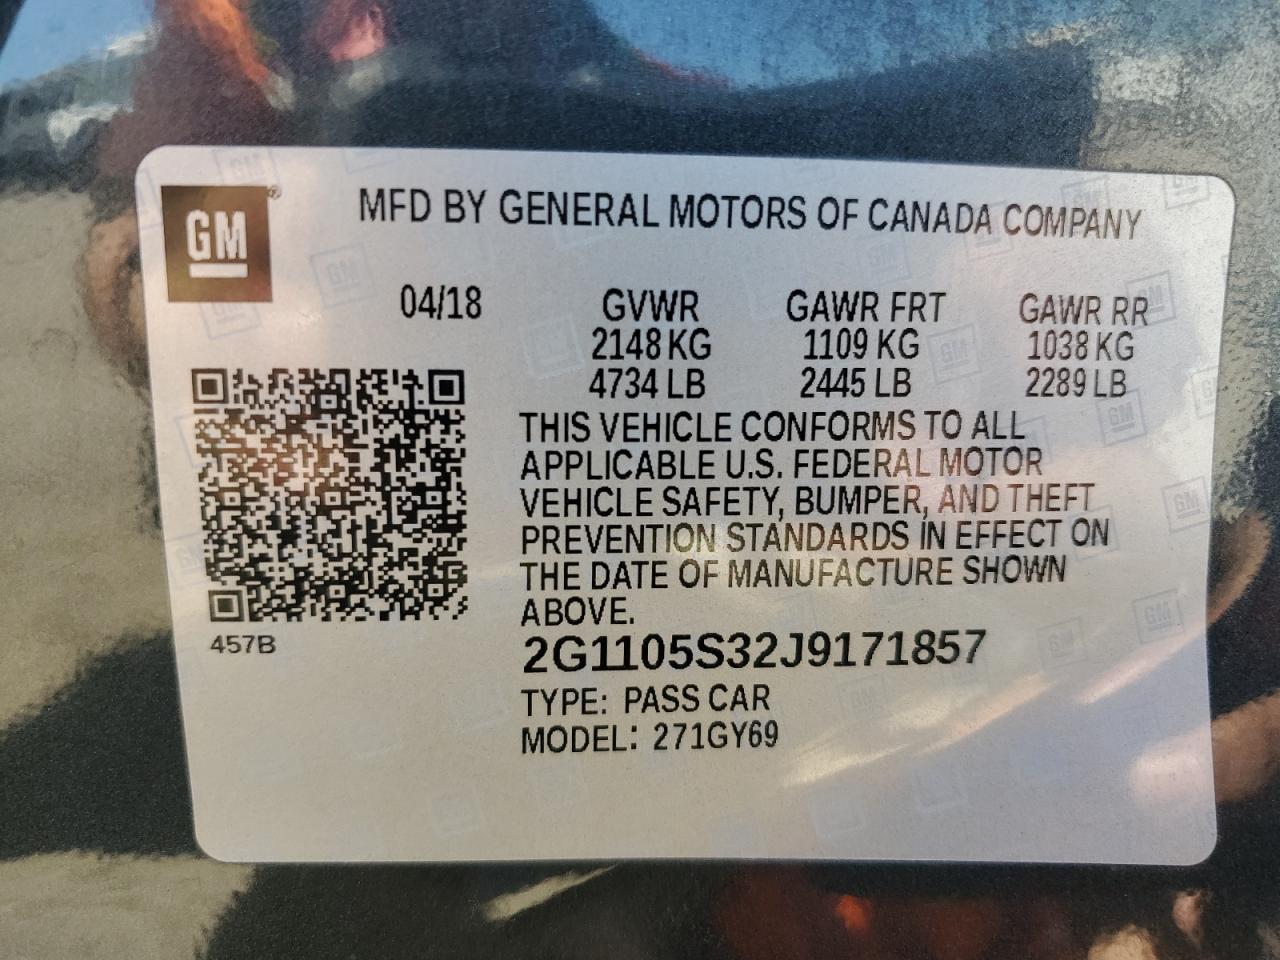 GM®
MFD BY GENERAL MOTORS OF CANADA COMPANY
04/18
GVWR
2148 KG
4734 LB
GAWR FRT
1109 KG
2445 LB
GAWR RR
1038 KG
2289 LB
THIS VEHICLE CONFORMS TO ALL
APPLICABLE U.S. FEDERAL MOTOR
VEHICLE SAFETY, BUMPER, AND THEFT
PREVENTION STANDARDS IN EFFECT ON
THE DATE OF MANUFACTURE SHOWN
ABOVE.
457B
2G1105S32J9171857
TYPE: PASS CAR
MODEL: 271GY69